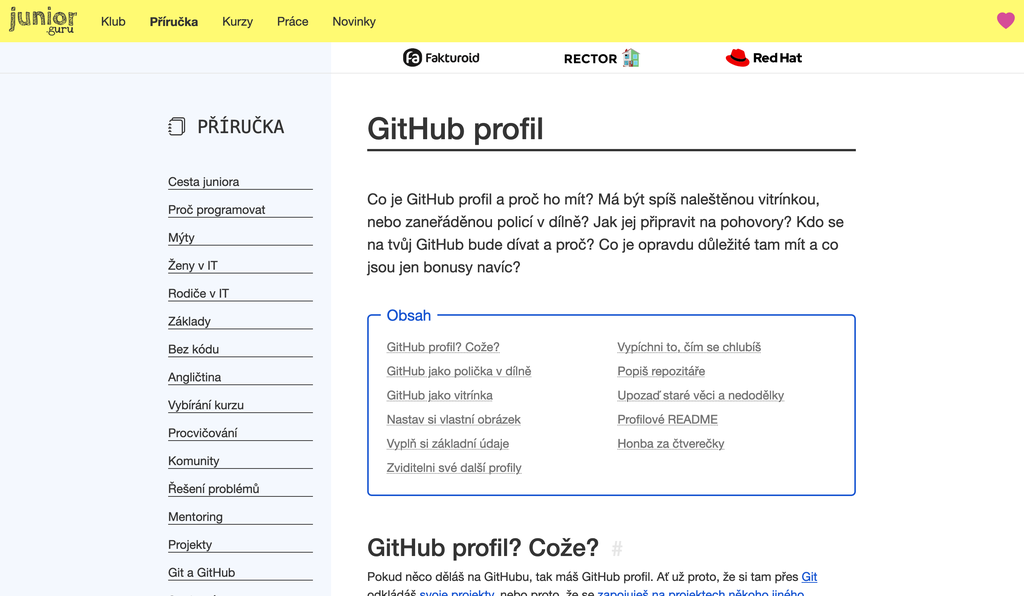 junior
.guru
Klub
Příručka
Kurzy
Práce
Novinky
Fakturoid
RECTOR
Red Hat
PŘÍRUČKA
Cesta juniora
Proč programovat
Mýty
Ženy v IT
Rodiče v IT
Základy
Bez kódu
Angličtina
Vybírání kurzu
Procvičování
Komunity
Řešení problémů
Mentoring
Projekty
Git a GitHub
GitHub profil
Co je GitHub profil a proč ho mít? Má být spíš naleštěnou vitrínkou,
nebo zaneřáděnou policí v dílně? Jak jej připravit na pohovory? Kdo se
na tvůj GitHub bude dívat a proč? Co je opravdu důležité tam mít a co
jsou jen bonusy navíc?
Obsah
GitHub profil? Cože?
GitHub jako polička v dílně
GitHub jako vitrínka
Nastav si vlastní obrázek
Vyplň si základní údaje
Zviditelni své další profily
Vypíchni to, čím se chlubíš
Popiš repozitáře
Upozaď staré věci a nedodělky
Profilové README
Honba za čtverečky
GitHub profil? Cože? #
Pokud něco děláš na GitHubu, tak máš GitHub profil. Ať už proto, že si tam přes Git
odkládáš svoje projekty, nebo proto, že se zapojuješ na projektech někoho jiného.